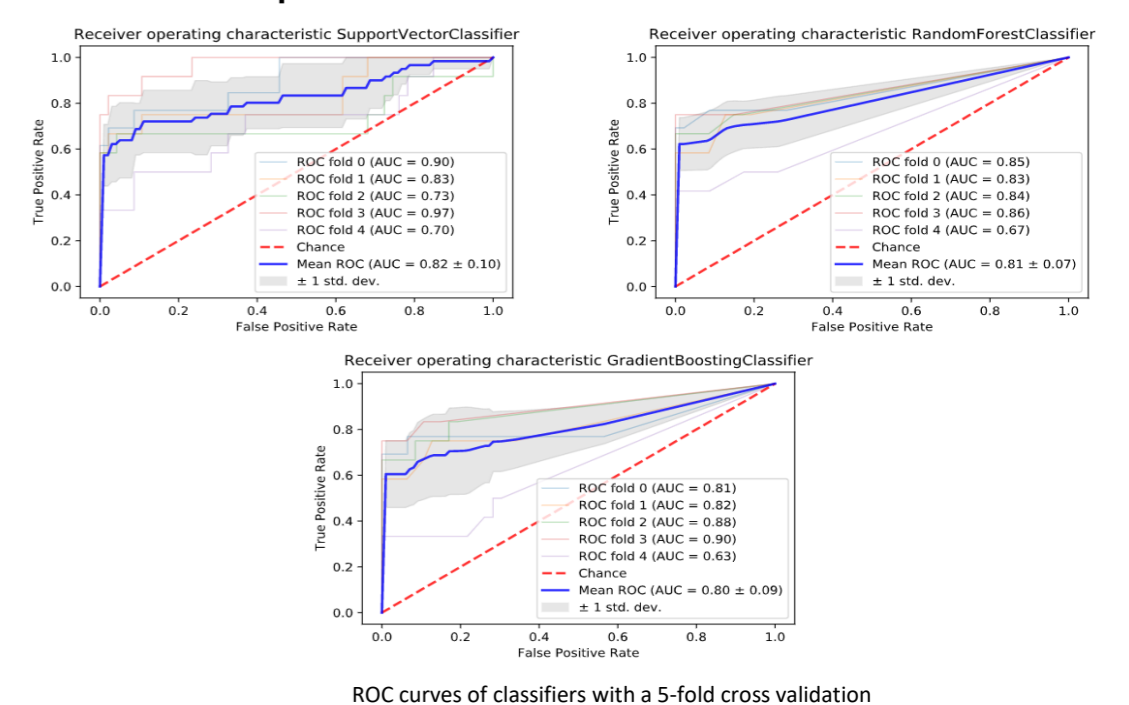 Receiver operating characteristic SupportVectorClassifier
1.0
0.8
0.6
0.4
0.2
0.0
True Positive Rate
ROC fold 0 (AUC = 0.90)
ROC fold 1 (AUC = 0.83)
ROC fold 2 (AUC = 0.73)
ROC fold 3 (AUC = 0.97)
ROC fold 4 (AUC = 0.70)
Chance
Mean ROC (AUC = 0.82 ± 0.10)
± 1 std. dev.
0.0 0.2 0.4 0.6 0.8 1.0
False Positive Rate
Receiver operating characteristic RandomForestClassifier
1.0
0.8
0.6
0.4
0.2
0.0
True Positive Rate
ROC fold 0 (AUC = 0.85)
ROC fold 1 (AUC = 0.83)
ROC fold 2 (AUC = 0.84)
ROC fold 3 (AUC = 0.86)
ROC fold 4 (AUC = 0.67)
Chance
Mean ROC (AUC = 0.81 ± 0.07)
± 1 std. dev.
0.0 0.2 0.4 0.6 0.8 1.0
False Positive Rate
Receiver operating characteristic GradientBoostingClassifier
1.0
0.8
0.6
0.4
0.2
0.0
True Positive Rate
ROC fold 0 (AUC = 0.81)
ROC fold 1 (AUC = 0.82)
ROC fold 2 (AUC = 0.88)
ROC fold 3 (AUC = 0.90)
ROC fold 4 (AUC = 0.63)
Chance
Mean ROC (AUC = 0.80 ± 0.09)
± 1 std. dev.
0.0 0.2 0.4 0.6 0.8 1.0
False Positive Rate
ROC curves of classifiers with a 5-fold cross validation